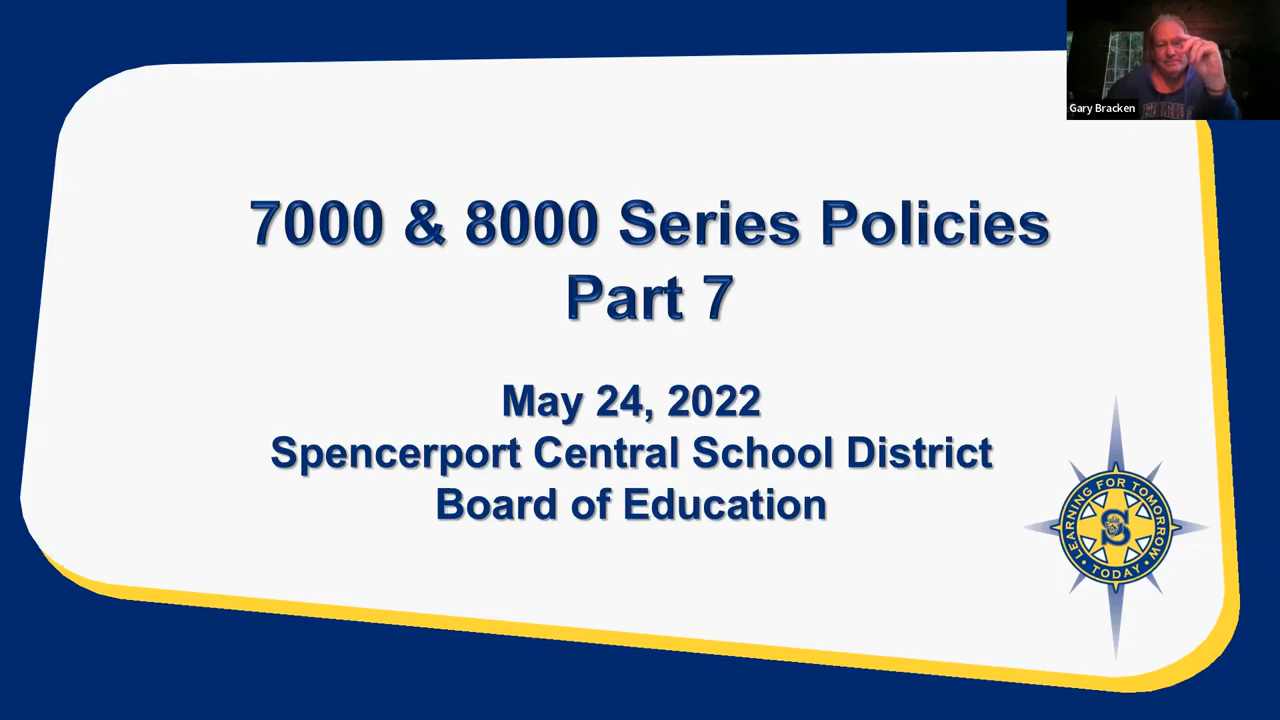 Gary Bracken
7000 & 8000 Series Policies
Part 7
May 24, 2022
Spencerport Central School District
Board of Education
LEARNING FOR TOMORROW
S
• TODAY •